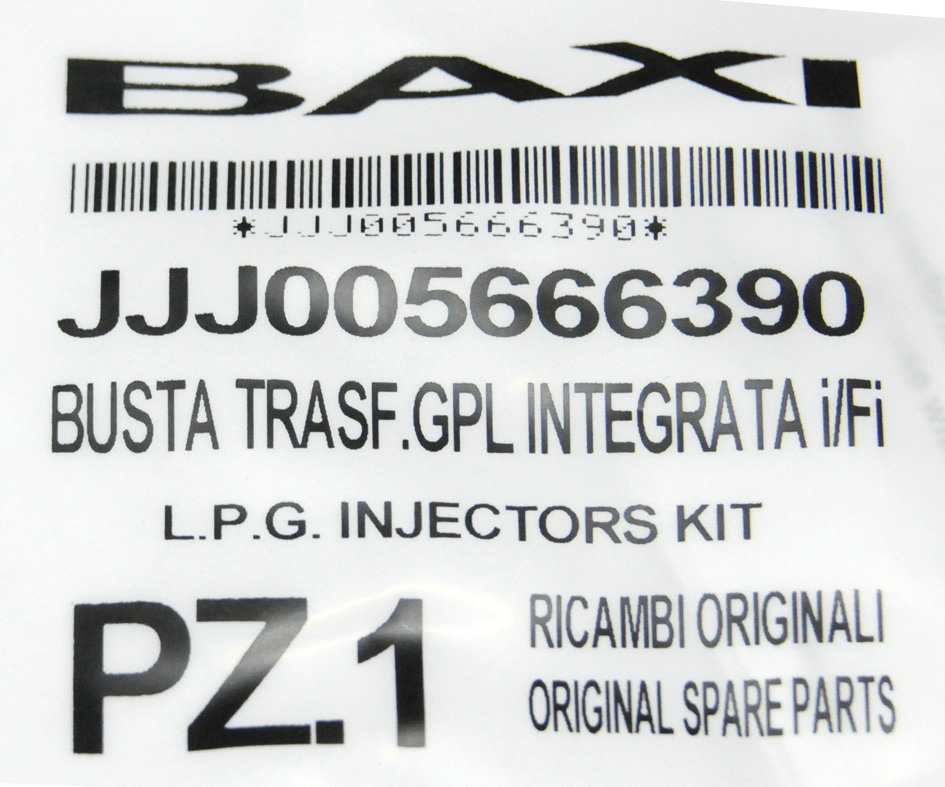 BAXI
*JJJ005666390*
JJJ005666390
BUSTA TRASF.GPL INTEGRATA i/Fi
L.P.G. INJECTORS KIT
PZ.1
RICAMBI ORIGINALI
ORIGINAL SPARE PARTS